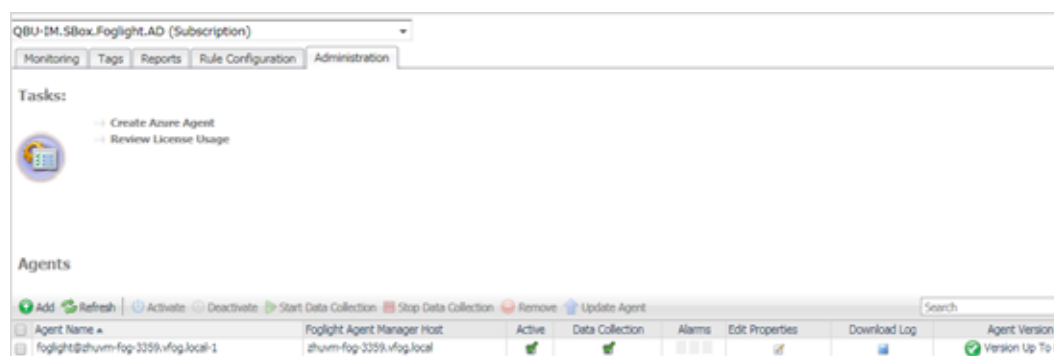 QBU-IM.SBox.Foglight.AD (Subscription)
Monitoring Tags Reports Rule Configuration Administration
Tasks:
Create Azure Agent
Review License Usage
Agents
Add Refresh Activate Deactivate Start Data Collection Stop Data Collection Remove Update Agent Search
Agent Name Foglight Agent Manager Host Active Data Collection Alarms Edit Properties Download Log Agent Version
foglight@zhuvm-fog-3359.vfog.local-1 zhuvm-fog-3359.vfog.local Version Up To